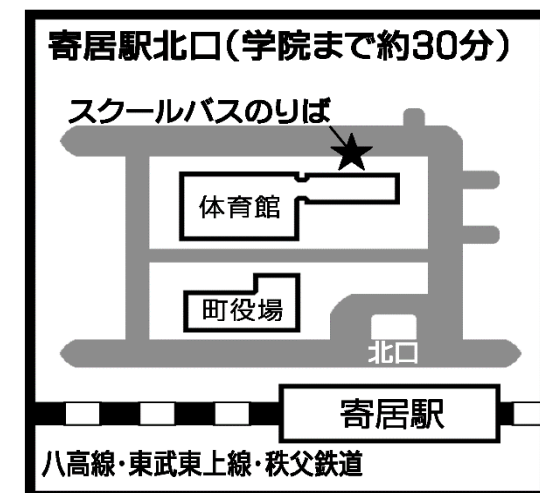 寄居駅北口（学院まで約30分）
スクールバスのりば
体育館
町役場
北口
寄居駅
八高線・東武東上線・秩父鉄道